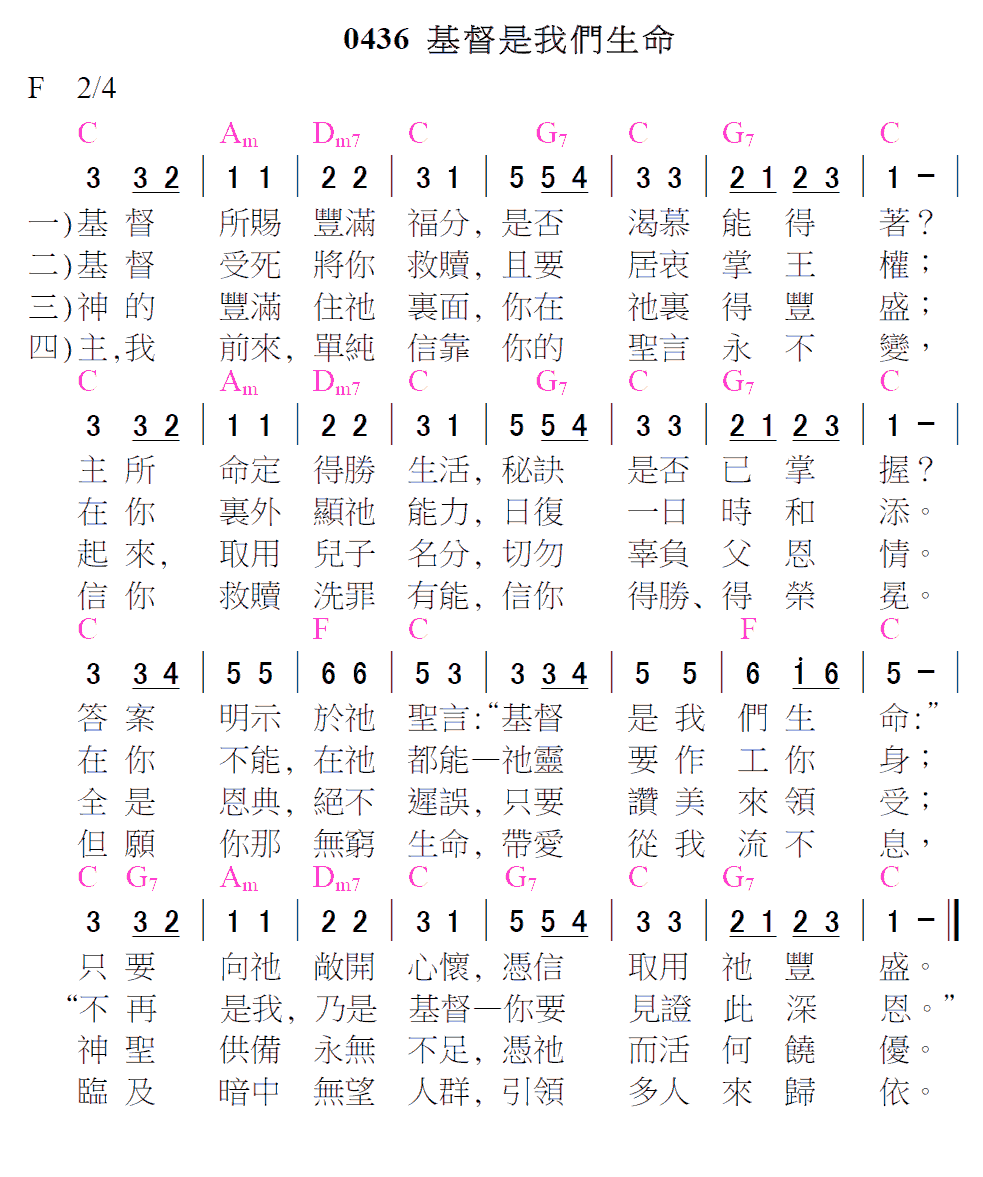 0436 基督是我們生命
F 2/4
C Am Dm7 C G7 C G7 C
3 3 2 | 1 1 | 2 2 | 3 1 | 5 5 4 | 3 3 | 2 1 2 3 | 1 - |
一)基督 所賜 豐滿 福分, 是否 渴慕 能得 著?
二)基督 受死 將你 救贖, 且要 居衷 掌王 權；
三)神的 豐滿 住祂 裏面, 你在 祂裏 得豐 盛；
四)主,我 前來, 單純 信靠 你的 聖言 永不 變，
C Am Dm7 C G7 C G7 C
3 3 2 | 1 1 | 2 2 | 3 1 | 5 5 4 | 3 3 | 2 1 2 3 | 1 - |
主所 命定 得勝 生活, 秘訣 是否 已掌 握?
在你 裏外 顯祂 能力, 日復 一日 時和 添。
起來, 取用 兒子 名分, 切勿 辜負 父恩 情。
信你 救贖 洗罪 有能, 信你 得勝、得榮 冕。
C F C F C
3 3 4 | 5 5 | 6 6 | 5 3 | 3 3 4 | 5 5 | 6 i 6 | 5 - |
答案 明示 於祂 聖言:“基督 是我 們生 命:”
在你 不能, 在祂 都能—祂靈 要作 工你 身；
全是 恩典, 絕不 遲誤, 只要 讚美 來領 受；
但願 你那 無窮 生命, 帶愛 從我 流不 息，
C G7 Am Dm7 C G7 C G7 C
3 3 2 | 1 1 | 2 2 | 3 1 | 5 5 4 | 3 3 | 2 1 2 3 | 1 - ‖
只要 向祂 敞開 心懷, 憑信 取用 祂豐 盛。
“不再 是我, 乃是 基督—你要 見證 此深 恩。”
神聖 供備 永無 不足, 憑祂 而活 何饒 優。
臨及 暗中 無望 人群, 引領 多人 來歸 依。